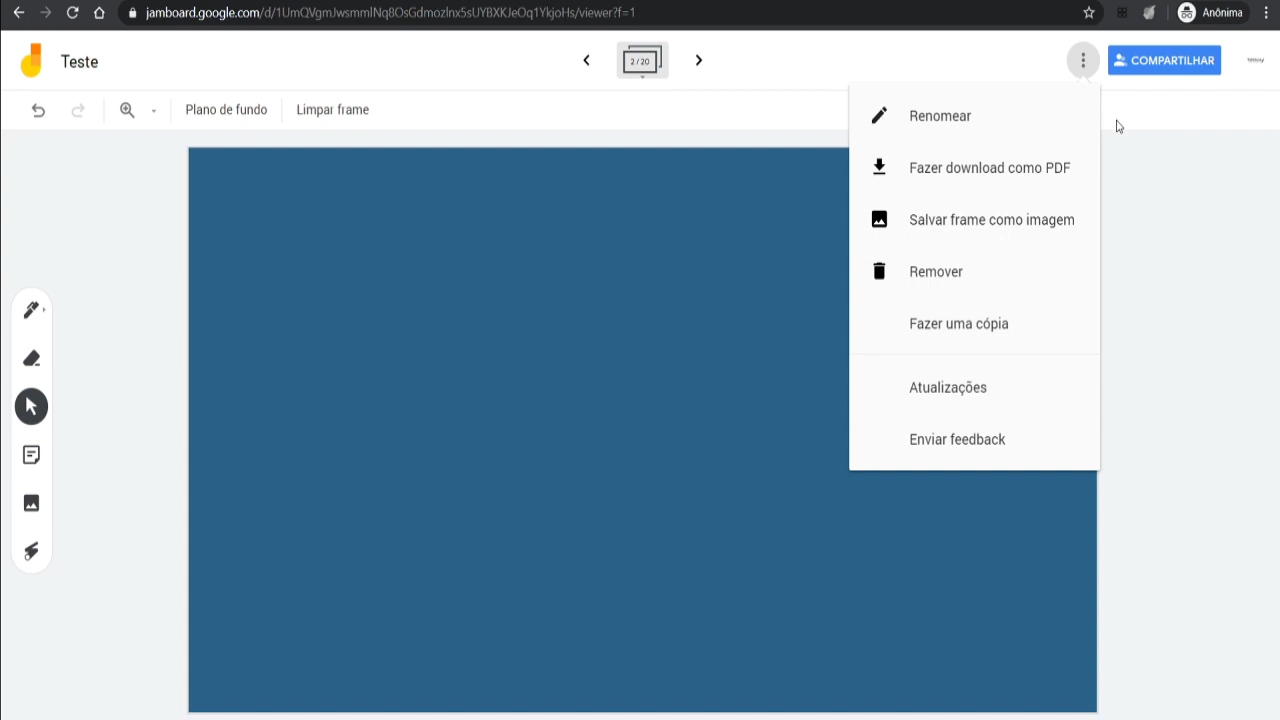 jamboard.google.com/d/1UmQVgmJwsmmlNq8OsGdmozlnx5sUYBXKJeOq1YkjoHs/viewer?f=1
Anônima
Teste
2 / 20
COMPARTILHAR
Plano de fundo
Limpar frame
Renomear
Fazer download como PDF
Salvar frame como imagem
Remover
Fazer uma cópia
Atualizações
Enviar feedback